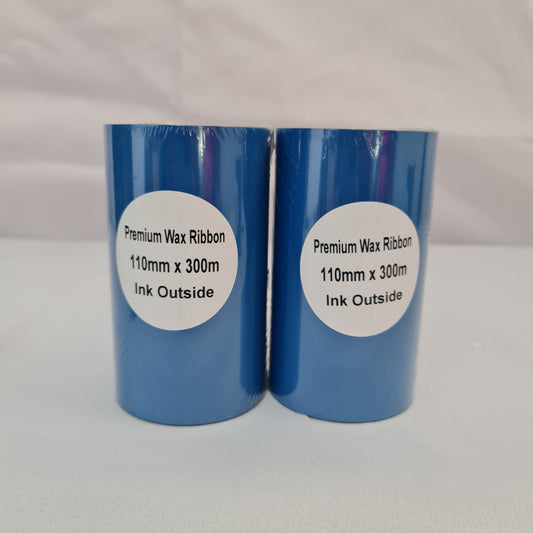 Premium Wax Ribbon
110mm x 300m
Ink Outside
Premium Wax Ribbon
110mm x 300m
Ink Outside